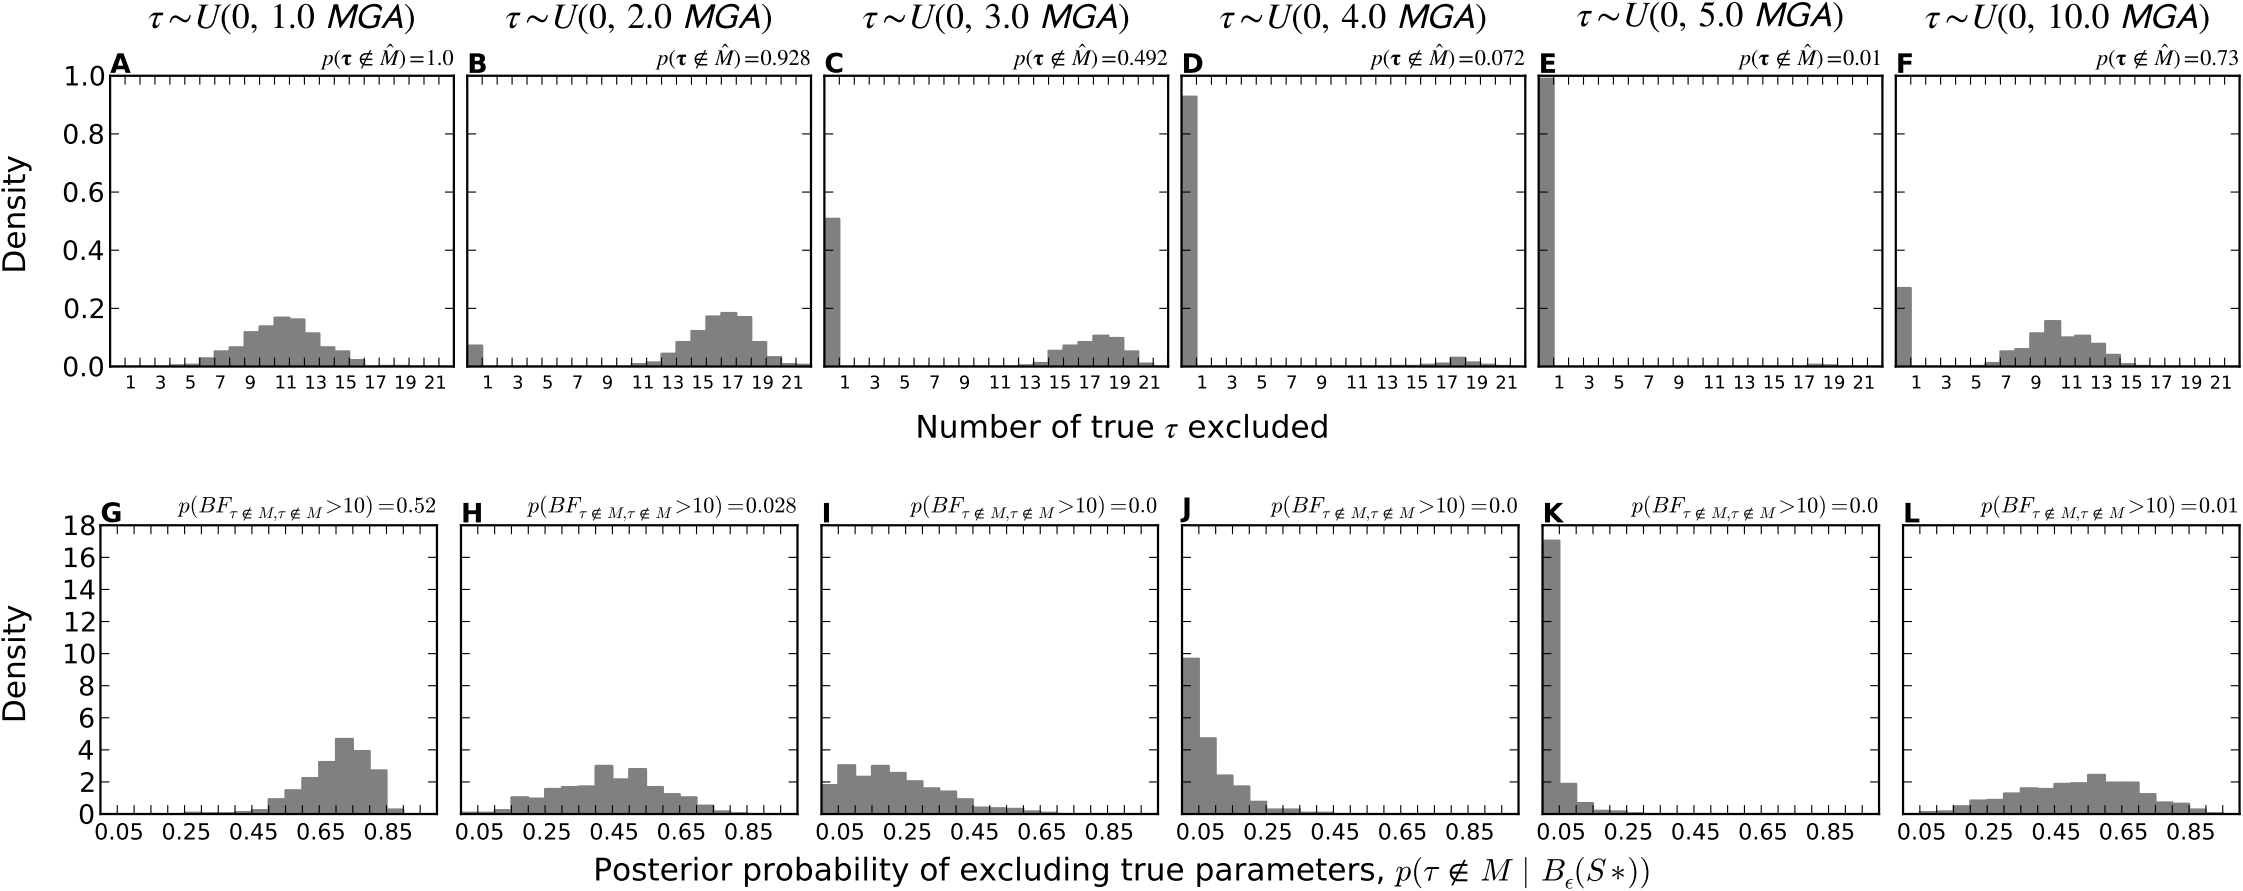 τ~U(0, 1.0 MGA) τ~U(0, 2.0 MGA) τ~U(0, 3.0 MGA) τ~U(0, 4.0 MGA) τ~U(0, 5.0 MGA) τ~U(0, 10.0 MGA)
A p(τ ∉ M̂)=1.0 B p(τ ∉ M̂)=0.928 C p(τ ∉ M̂)=0.492 D p(τ ∉ M̂)=0.072 E p(τ ∉ M̂)=0.01 F p(τ ∉ M̂)=0.73
1.0
0.8
0.6
0.4
0.2
0.0
Density
1 3 5 7 9 11 13 15 17 19 21 1 3 5 7 9 11 13 15 17 19 21 1 3 5 7 9 11 13 15 17 19 21 1 3 5 7 9 11 13 15 17 19 21 1 3 5 7 9 11 13 15 17 19 21 1 3 5 7 9 11 13 15 17 19 21
Number of true τ excluded
G p(BF_{τ∉M,τ∉M}>10)=0.52 H p(BF_{τ∉M,τ∉M}>10)=0.028 I p(BF_{τ∉M,τ∉M}>10)=0.0 J p(BF_{τ∉M,τ∉M}>10)=0.0 K p(BF_{τ∉M,τ∉M}>10)=0.0 L p(BF_{τ∉M,τ∉M}>10)=0.01
18
16
14
12
10
8
6
4
2
0
Density
0.05 0.25 0.45 0.65 0.85 0.05 0.25 0.45 0.65 0.85 0.05 0.25 0.45 0.65 0.85 0.05 0.25 0.45 0.65 0.85 0.05 0.25 0.45 0.65 0.85 0.05 0.25 0.45 0.65 0.85
Posterior probability of excluding true parameters, p(τ ∉ M | B_ϵ(S*))